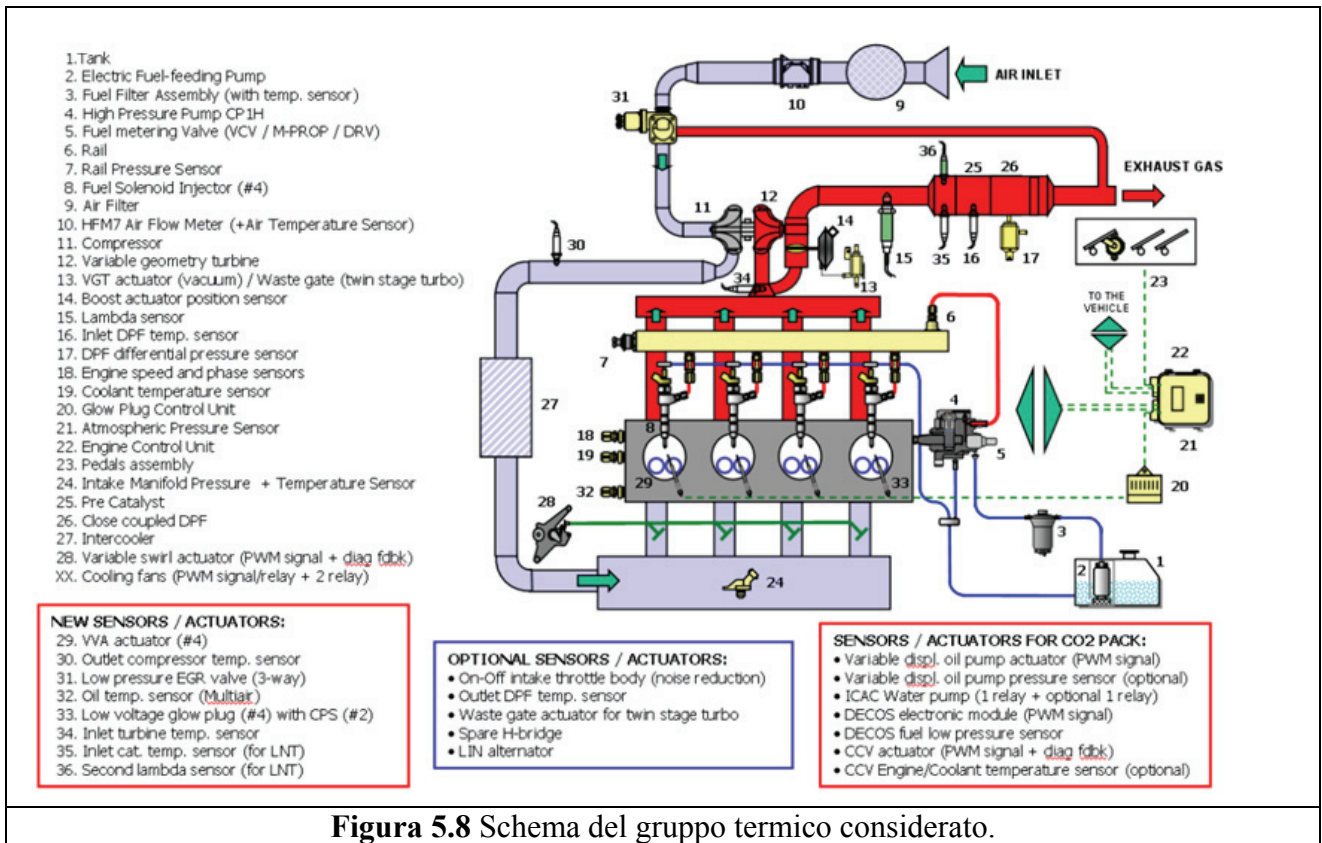 1.Tank
2. Electric Fuel-feeding Pump
3. Fuel Filter Assembly (with temp. sensor)
4. High Pressure Pump CP1H
5. Fuel metering Valve (VCV / M-PROP / DRV)
6. Rail
7. Rail Pressure Sensor
8. Fuel Solenoid Injector (#4)
9. Air Filter
10. HFM7 Air Flow Meter (+Air Temperature Sensor)
11. Compressor
12. Variable geometry turbine
13. VGT actuator (vacuum) / Waste gate (twin stage turbo)
14. Boost actuator position sensor
15. Lambda sensor
16. Inlet DPF temp. sensor
17. DPF differential pressure sensor
18. Engine speed and phase sensors
19. Coolant temperature sensor
20. Glow Plug Control Unit
21. Atmospheric Pressure Sensor
22. Engine Control Unit
23. Pedals assembly
24. Intake Manifold Pressure + Temperature Sensor
25. Pre Catalyst
26. Close coupled DPF
27. Intercooler
28. Variable swirl actuator (PWM signal + diag fdbk)
XX. Cooling fans (PWM signal/relay + 2 relay)
AIR INLET
31
10
9
36
25
26
EXHAUST GAS
11
12
14
30
34
15
35
16
17
13
23
TO THE
VEHICLE
6
7
22
27
4
8
18
5
21
19
29
33
20
32
28
3
2
1
24
NEW SENSORS / ACTUATORS:
29. VVA actuator (#4)
30. Outlet compressor temp. sensor
31. Low pressure EGR valve (3-way)
32. Oil temp. sensor (Multiair)
33. Low voltage glow plug (#4) with CPS (#2)
34. Inlet turbine temp. sensor
35. Inlet cat. temp. sensor (for LNT)
36. Second lambda sensor (for LNT)
OPTIONAL SENSORS / ACTUATORS:
• On-Off intake throttle body (noise reduction)
• Outlet DPF temp. sensor
• Waste gate actuator for twin stage turbo
• Spare H-bridge
• LIN alternator
SENSORS / ACTUATORS FOR CO2 PACK:
• Variable displ. oil pump actuator (PWM signal)
• Variable displ. oil pump pressure sensor (optional)
• ICAC Water pump (1 relay + optional 1 relay)
• DECOS electronic module (PWM signal)
• DECOS fuel low pressure sensor
• CCV actuator (PWM signal + diag fdbk)
• CCV Engine/Coolant temperature sensor (optional)
Figura 5.8 Schema del gruppo termico considerato.